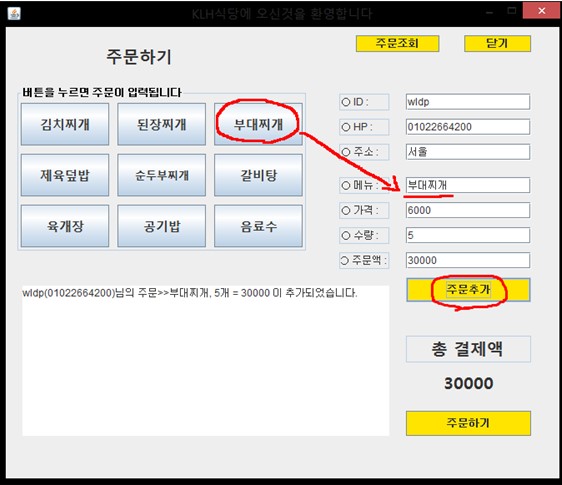 KLH식당에 오신것을 환영합니다
주문하기
주문조회
닫기
버튼을 누르면 주문이 입력됩니다
김치찌개
된장찌개
부대찌개
제육덮밥
순두부찌개
갈비탕
육개장
공기밥
음료수
ID : wldp
HP : 01022664200
주소 : 서울
메뉴 : 부대찌개
가격 : 6000
수량 : 5
주문액 : 30000
주문추가
wldp(01022664200)님의 주문>>부대찌개, 5개 = 30000 이 추가되었습니다.
총 결제액
30000
주문하기